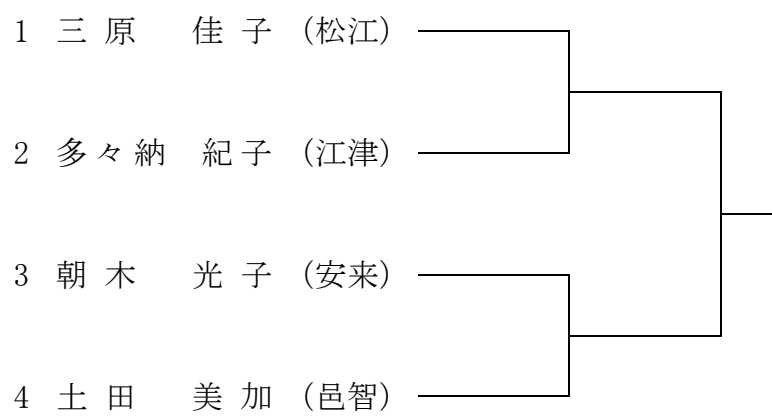 1 三原 佳子 (松江)
2 多々納 紀子 (江津)
3 朝木 光子 (安来)
4 土田 美加 (邑智)